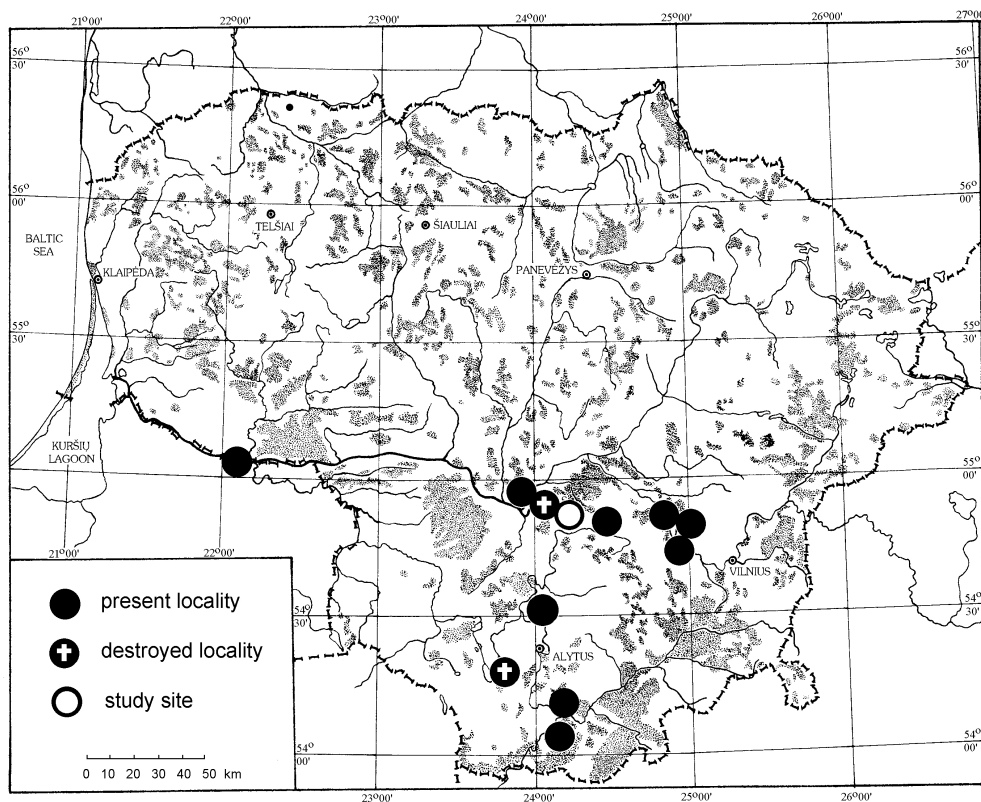 21°00' 22°00' 23°00' 24°00' 25°00' 26°00' 27°00'
56° 30'
56° 30'
56° 00'
56° 00'
TELŠIAI
ŠIAULIAI
BALTIC
SEA
KLAIPĖDA
PANEVĖŽYS
55° 30'
55° 30'
KURŠIŲ
LAGOON
55° 00'
55° 00'
21°00' 22°00'
VILNIUS
present locality
54° 30'
54° 30'
destroyed locality
ALYTUS
study site
54° 00'
54° 00'
0 10 20 30 40 50 km
23°00' 24°00' 25°00' 26°00'